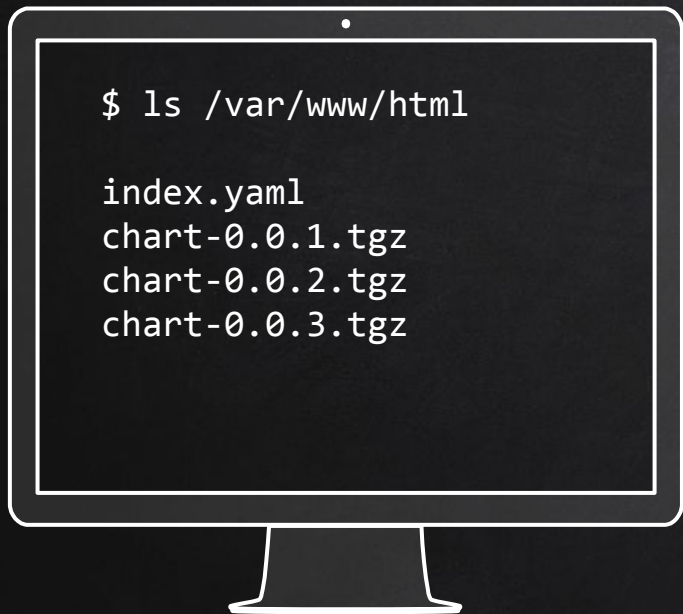 $ ls /var/www/html
index.yaml
chart-0.0.1.tgz
chart-0.0.2.tgz
chart-0.0.3.tgz